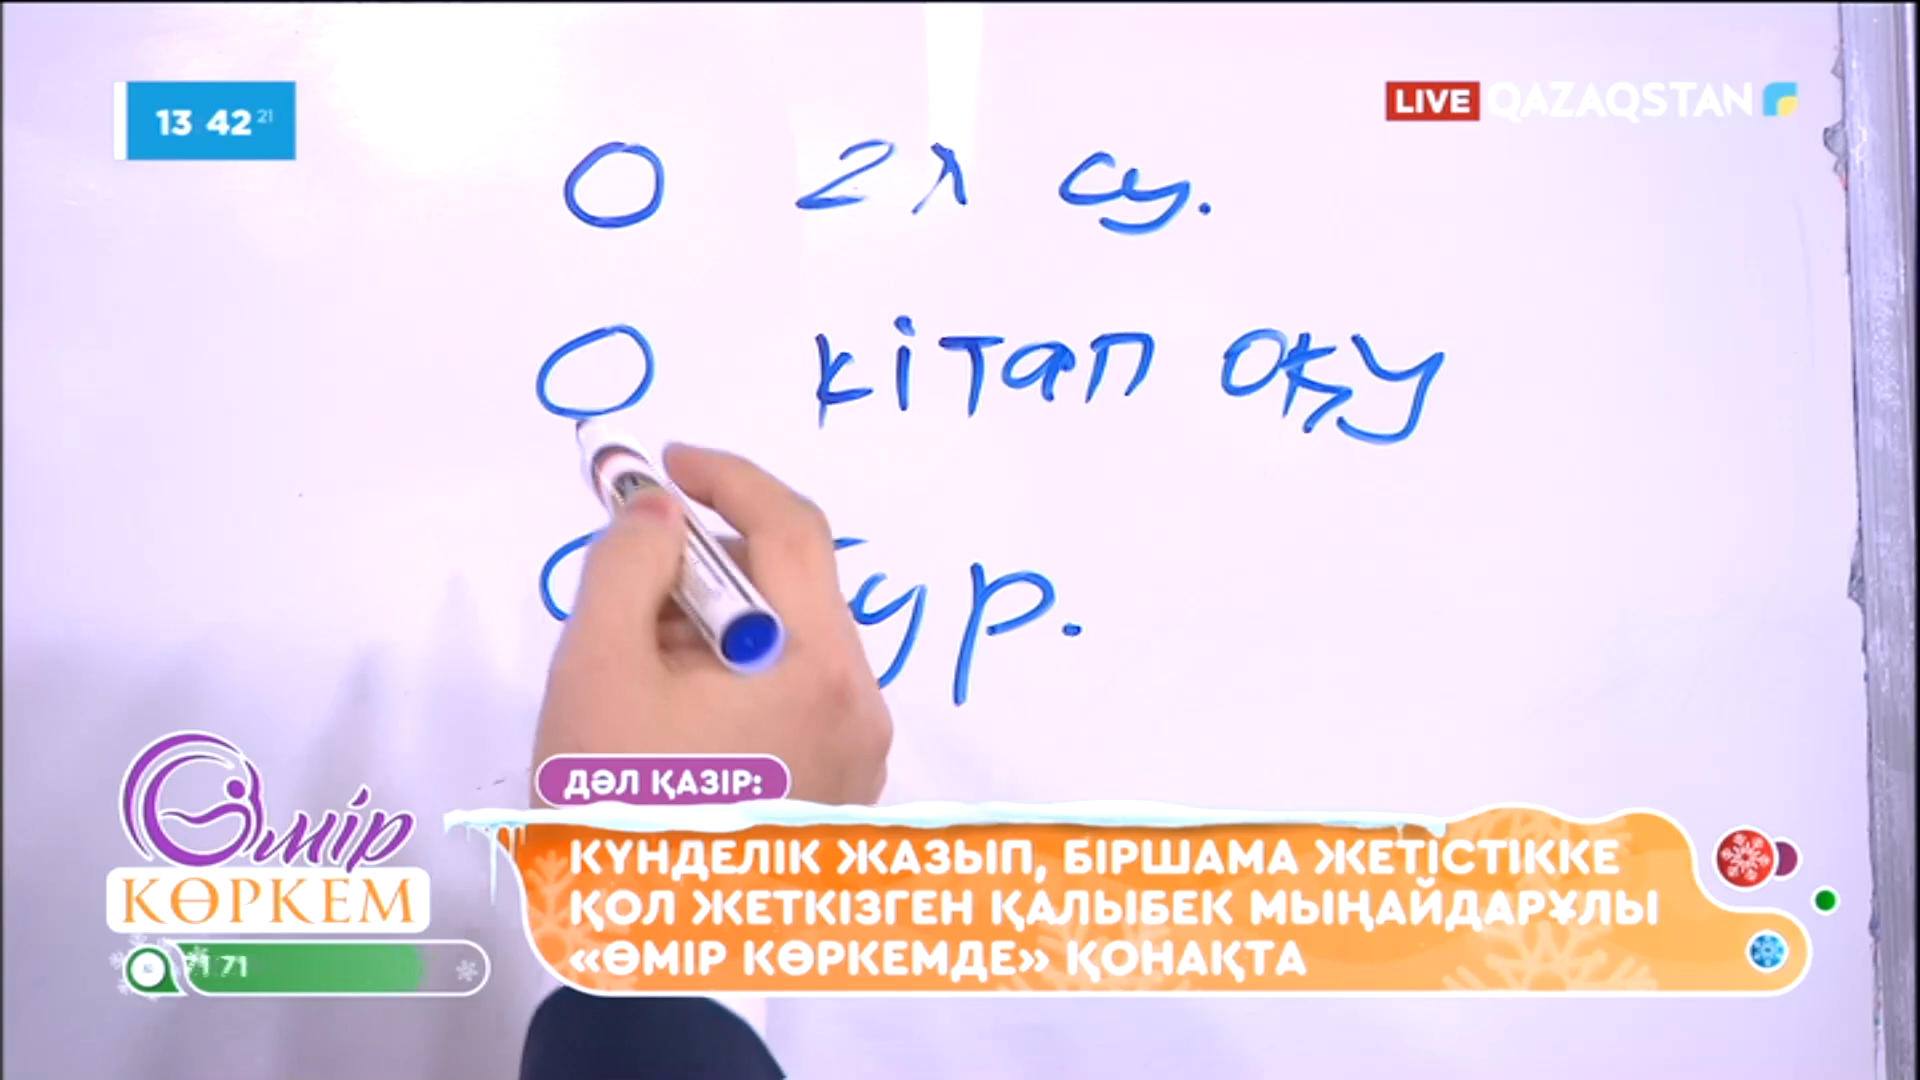 13 42 21
LIVE QAZAQSTAN
2л су.
кітап оқу
ДӘЛ ҚАЗІР:
КҮНДЕЛІК ЖАЗЫП, БІРШАМА ЖЕТІСТІККЕ
ҚОЛ ЖЕТКІЗГЕН ҚАЛЫБЕК МЫҢАЙДАРҰЛЫ
«ӨМІР КӨРКЕМДЕ» ҚОНАҚТА
Өмір
КӨРКЕМ